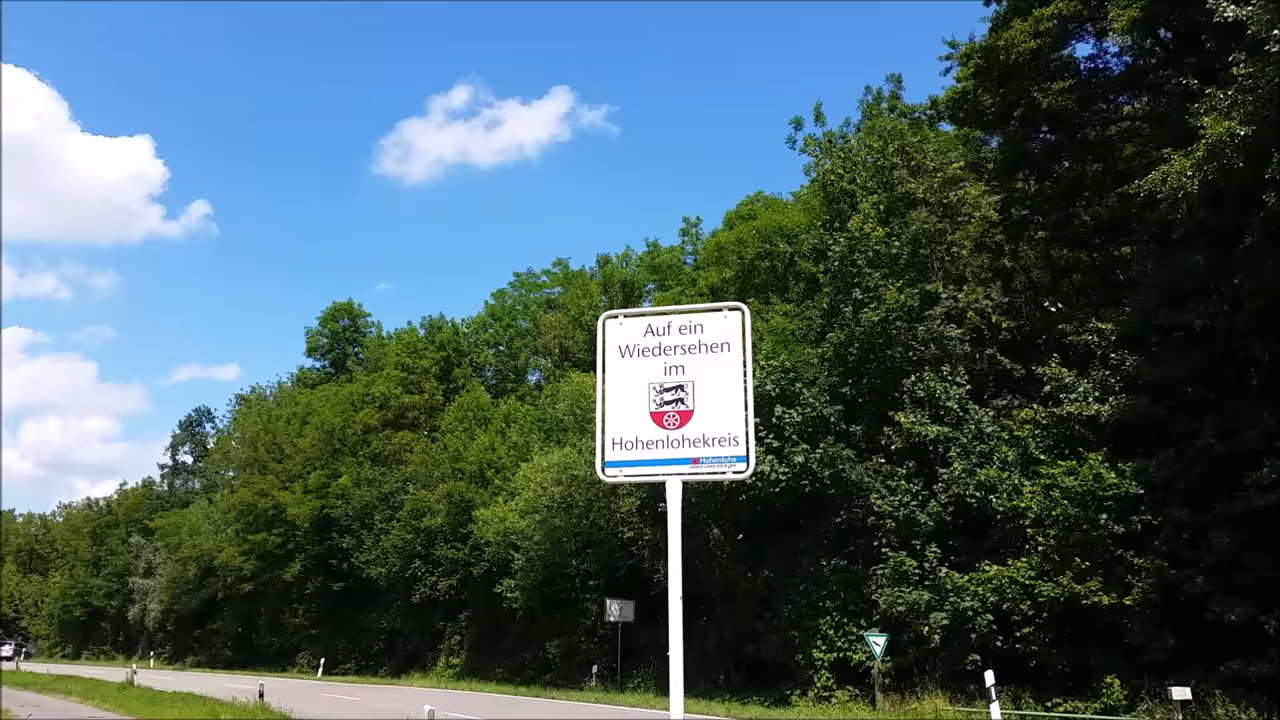 Auf ein
Wiedersehen
im
Hohenlohekreis
Hohenlohe